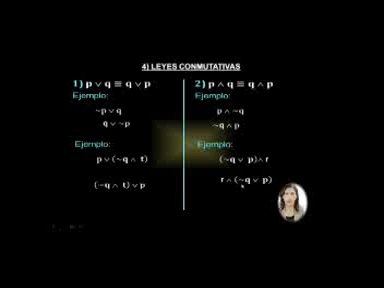 4) LEYES CONMUTATIVAS
1) p ∨ q ≡ q ∨ p
Ejemplo:
~p ∨ q
q ∨ ~p
Ejemplo:
p ∨ (~q ∧ t)
(~q ∧ t) ∨ p
2) p ∧ q ≡ q ∧ p
Ejemplo:
p ∧ ~q
~q ∧ p
Ejemplo:
(~q ∨ p) ∧ r
r ∧ (~q ∨ p)